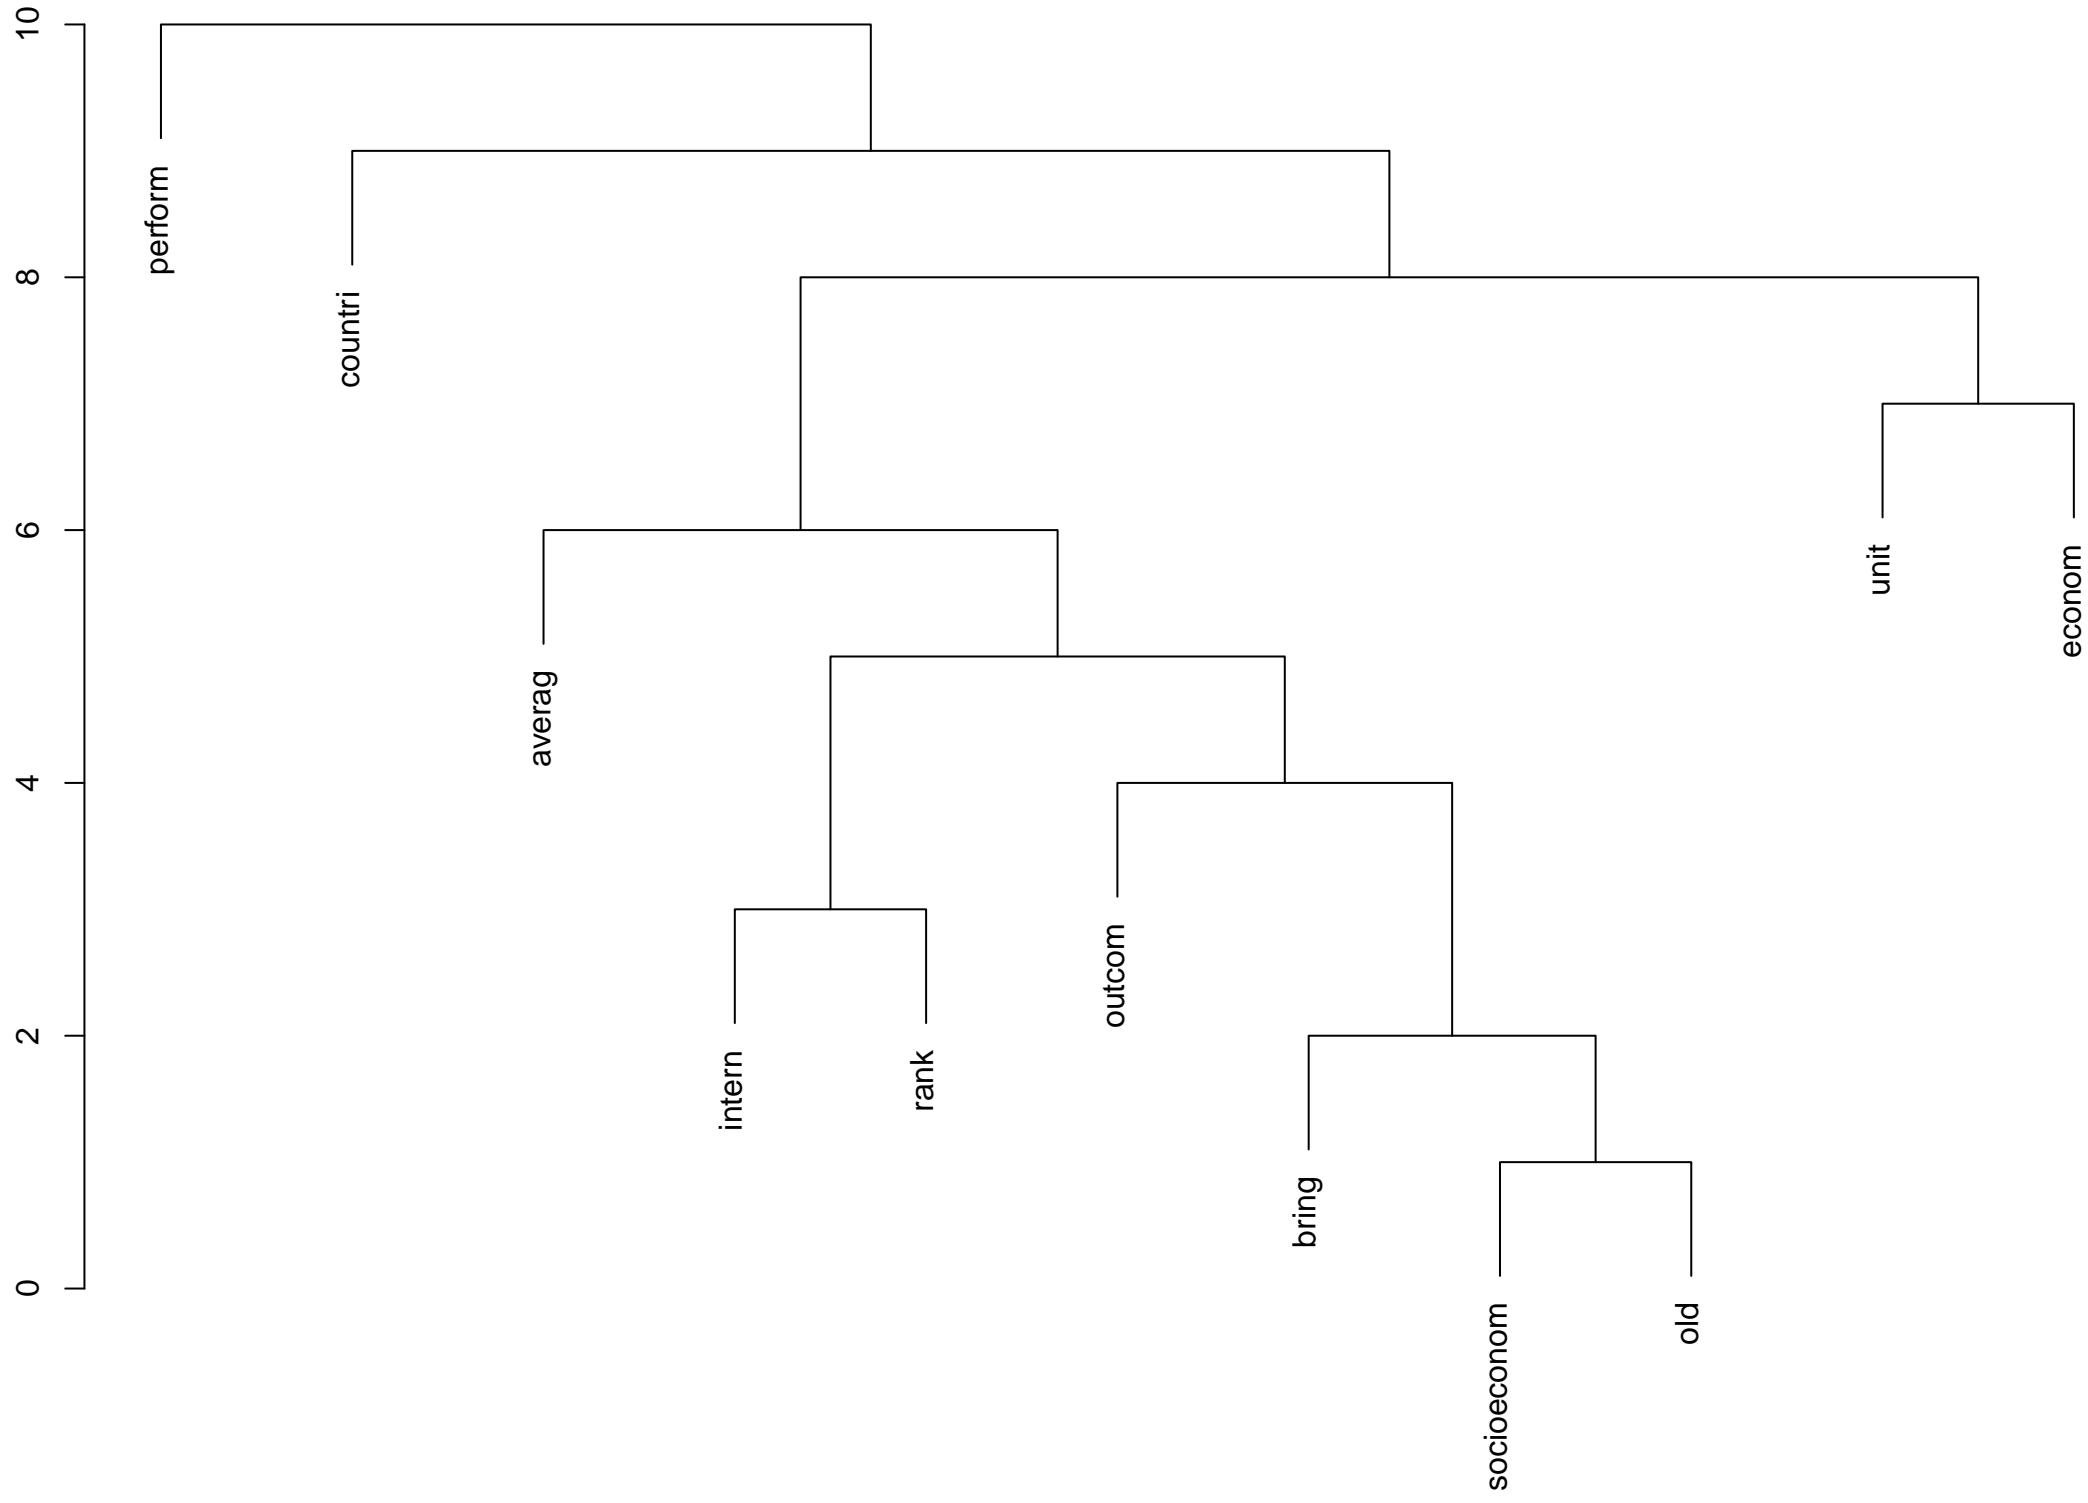 10
8
6
4
2
0
perform
countri
averag
intern
rank
outcom
bring
socioeconom
old
unit
econom